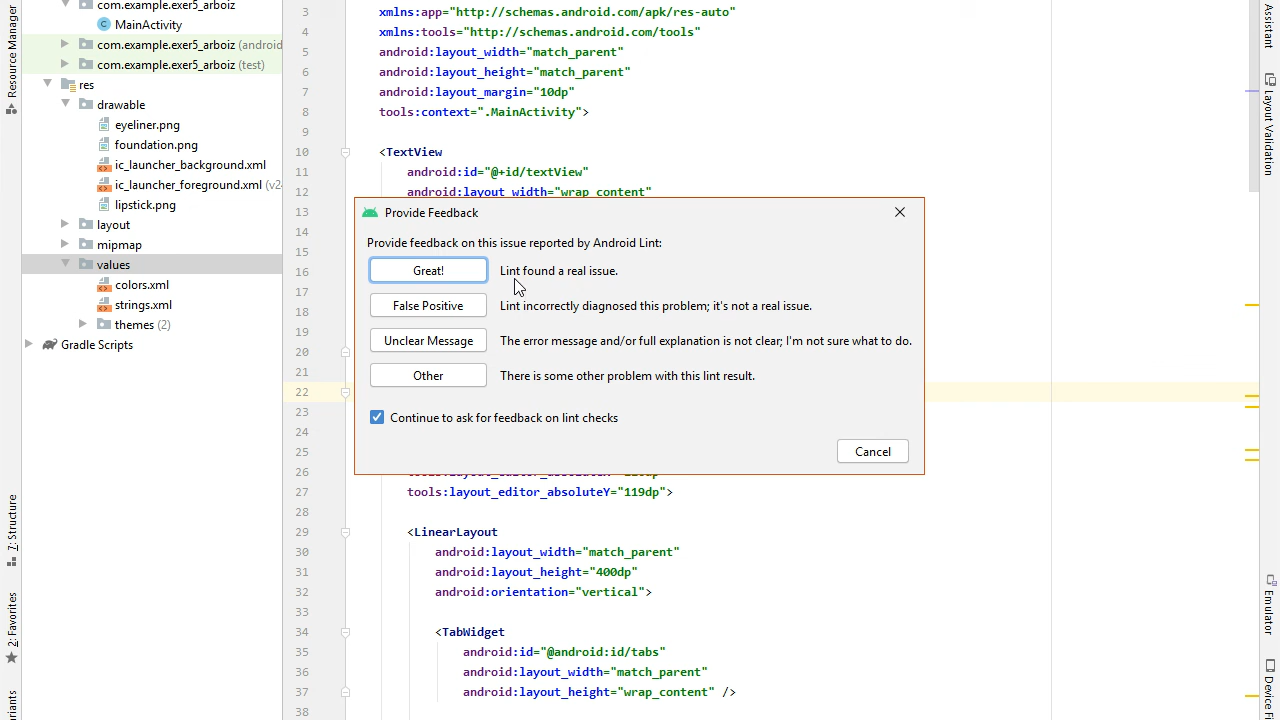 Resource Manager
7: Structure
2: Favorites
com.example.exer5_arboiz
MainActivity
com.example.exer5_arboiz (android
com.example.exer5_arboiz (test)
res
drawable
eyeliner.png
foundation.png
ic_launcher_background.xml
ic_launcher_foreground.xml (v2
lipstick.png
layout
mipmap
values
colors.xml
strings.xml
themes (2)
Gradle Scripts
3 xmlns:app="http://schemas.android.com/apk/res-auto"
4 xmlns:tools="http://schemas.android.com/tools"
5 android:layout_width="match_parent"
6 android:layout_height="match_parent"
7 android:layout_margin="10dp"
8 tools:context=".MainActivity">
9
10 <TextView
11 android:id="@+id/textView"
12 android:layout_width="wrap_content"
13
14
15
16
17
18
19
20
21
22
23
24
25
26
27 tools:layout_editor_absoluteY="119dp">
28
29 <LinearLayout
30 android:layout_width="match_parent"
31 android:layout_height="400dp"
32 android:orientation="vertical">
33
34 <TabWidget
35 android:id="@android:id/tabs"
36 android:layout_width="match_parent"
37 android:layout_height="wrap_content" />
38
Provide Feedback
Provide feedback on this issue reported by Android Lint:
Great! Lint found a real issue.
False Positive Lint incorrectly diagnosed this problem; it's not a real issue.
Unclear Message The error message and/or full explanation is not clear; I'm not sure what to do.
Other There is some other problem with this lint result.
Continue to ask for feedback on lint checks
Cancel
Assistant
Layout Validation
Emulator